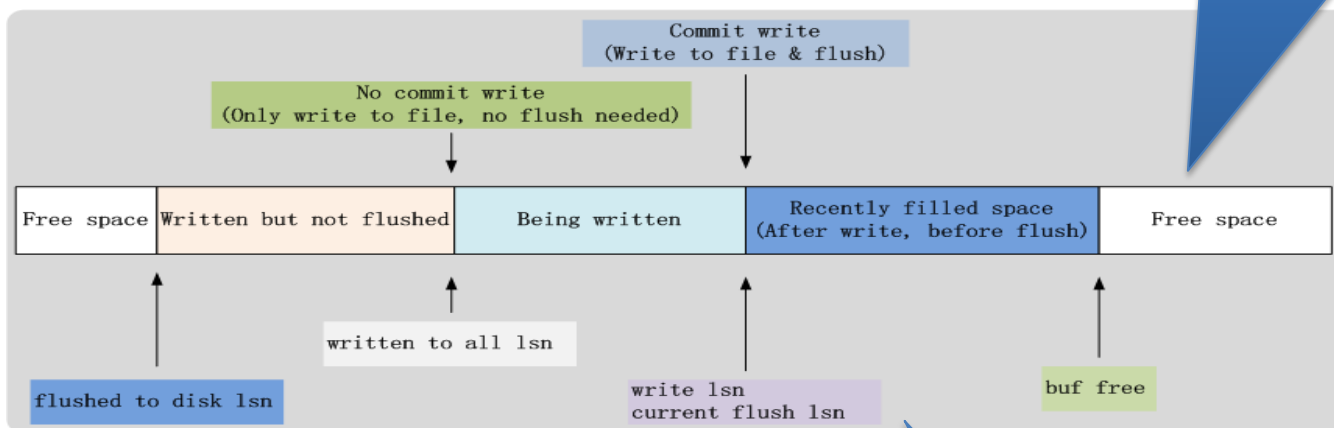 Commit write
(Write to file & flush)
No commit write
(Only write to file, no flush needed)
Free space
Written but not flushed
Being written
Recently filled space
(After write, before flush)
Free space
written to all lsn
flushed to disk lsn
write lsn
current flush lsn
buf free